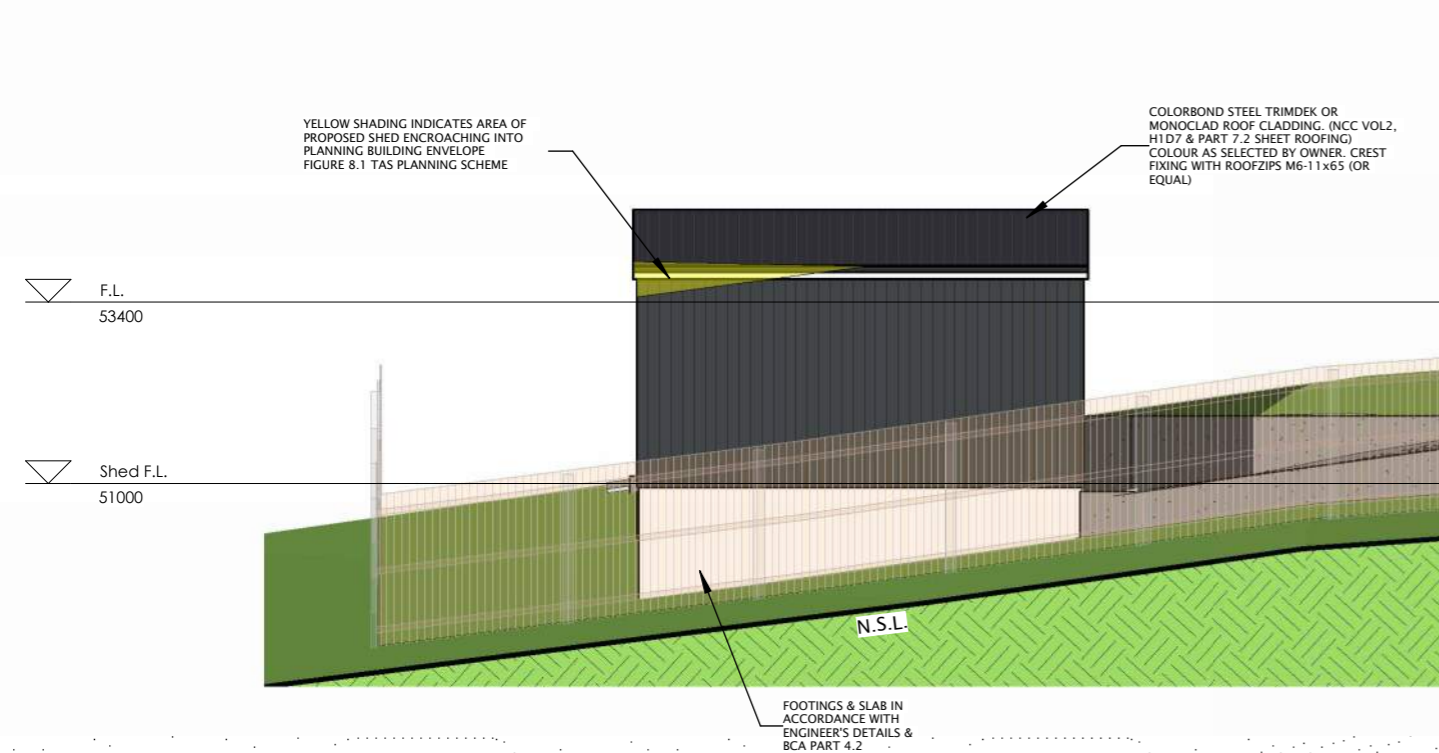 YELLOW SHADING INDICATES AREA OF
PROPOSED SHED ENCROACHING INTO
PLANNING BUILDING ENVELOPE
FIGURE 8.1 TAS PLANNING SCHEME
COLORBOND STEEL TRIMDEK OR
MONOCLAD ROOF CLADDING. (NCC VOL2,
H1D7 & PART 7.2 SHEET ROOFING)
COLOUR AS SELECTED BY OWNER. CREST
FIXING WITH ROOFZIPS M6-11x65 (OR
EQUAL)
F.L.
53400
Shed F.L.
51000
N.S.L.
FOOTINGS & SLAB IN
ACCORDANCE WITH
ENGINEER'S DETAILS &
BCA PART 4.2